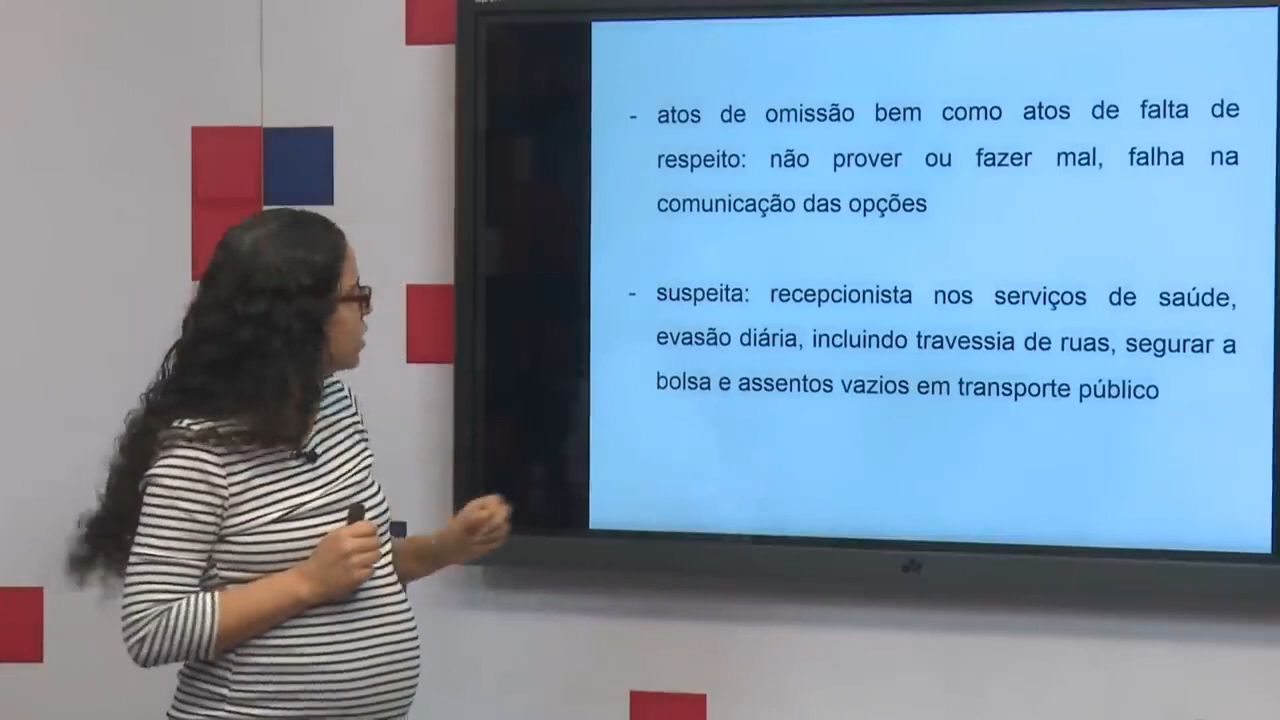 - atos de omissão bem como atos de falta de
respeito: não prover ou fazer mal, falha na
comunicação das opções
- suspeita: recepcionista nos serviços de saúde,
evasão diária, incluindo travessia de ruas, segurar a
bolsa e assentos vazios em transporte público